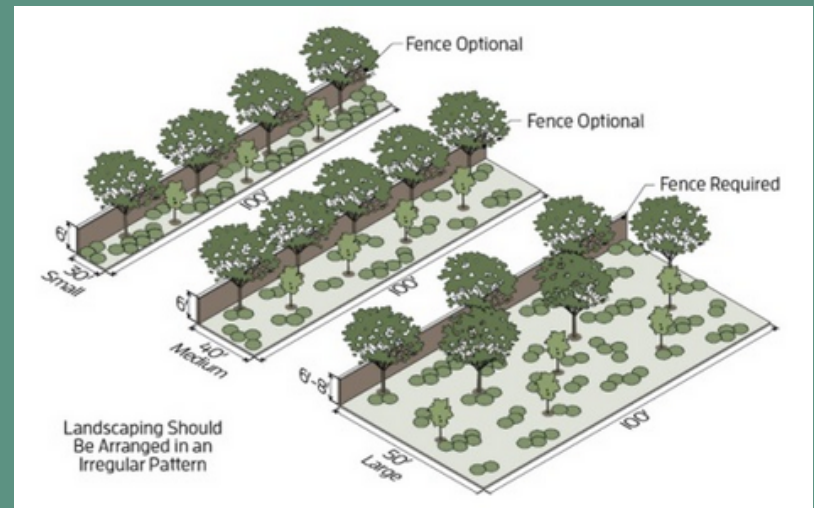 Fence Optional
Fence Optional
Fence Required
6'
30'
Small
100'
6'
40'
Medium
100'
6'-8'
50'
Large
100'
Landscaping Should
Be Arranged in an
Irregular Pattern